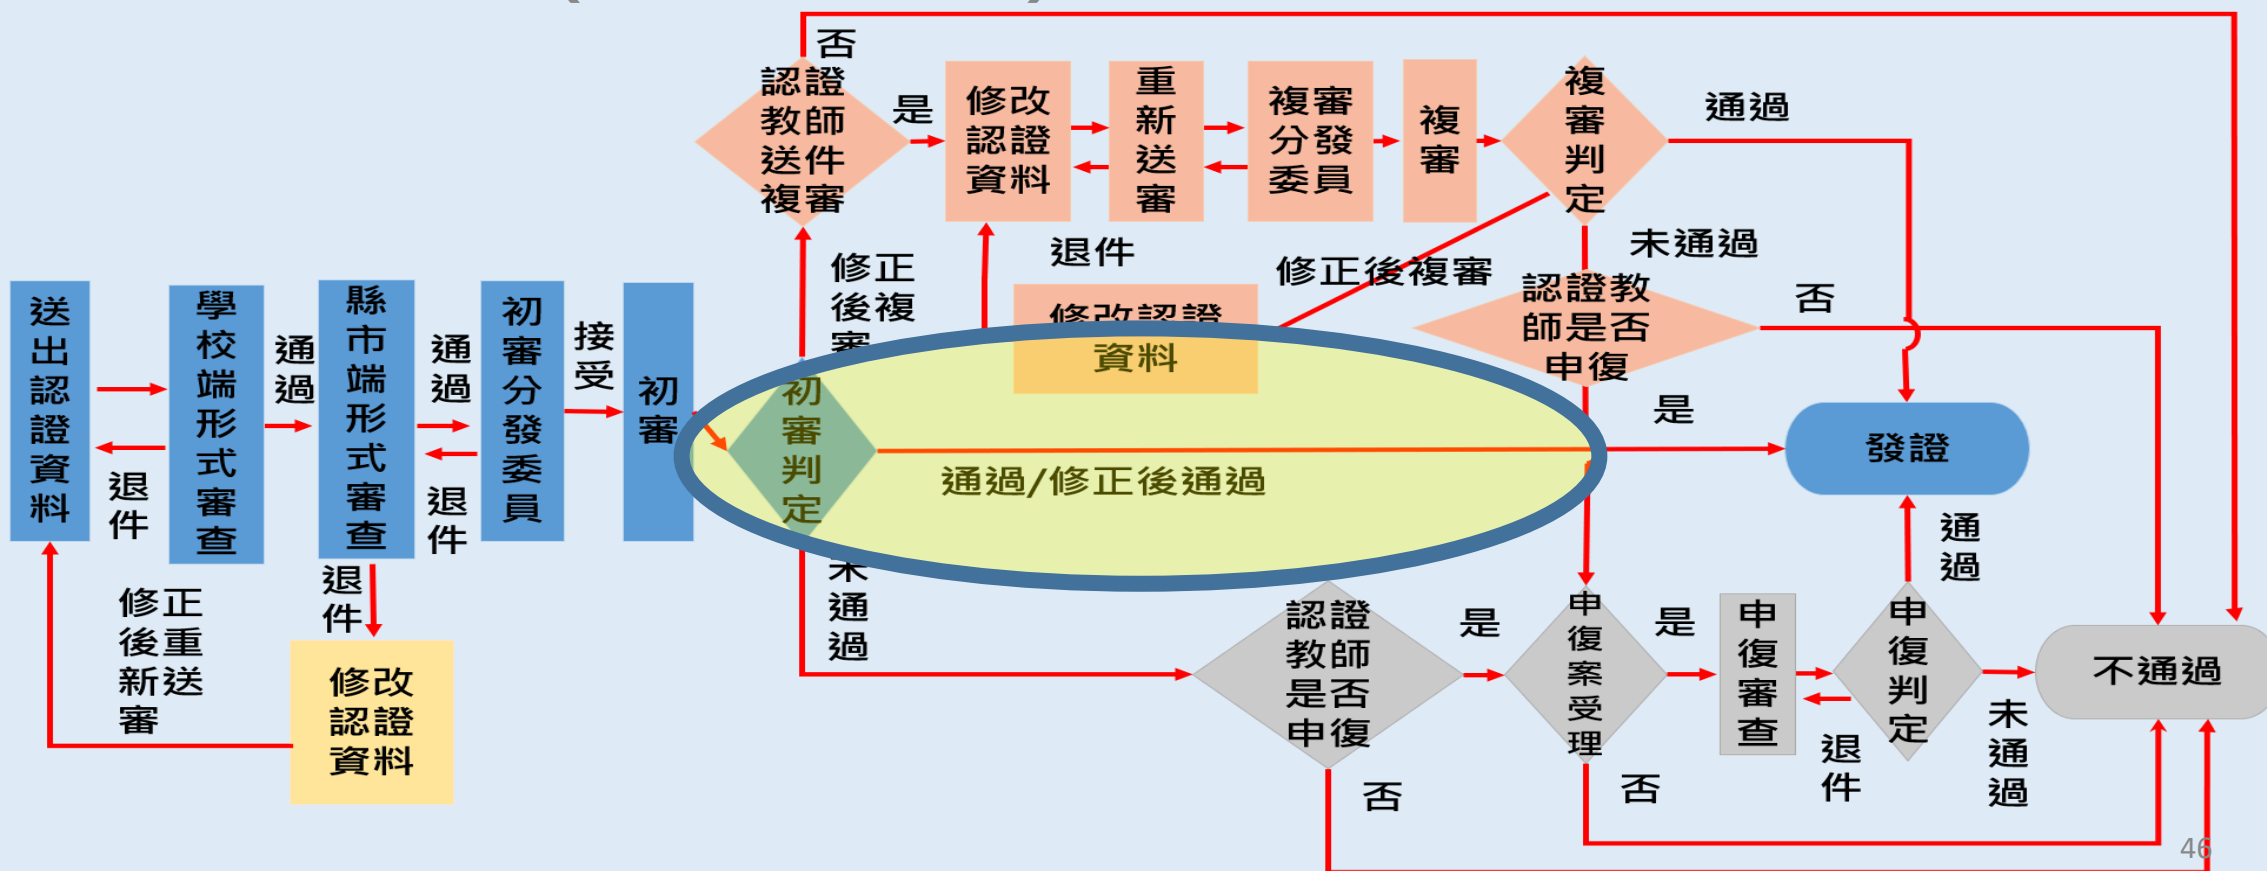 否
認證
教師
送件
複審
是
修改
認證
資料
重新送審
複審
分發
委員
複審
複審判定
通過
未通過
退件
修正後複審
修正
後複
審
修改認證
資料
認證教
師是否
申復
否
是
送出認證資料
學校端形式審查
通過
縣市端形式審查
通過
初審分發委員
接受
初審
初審判定
通過/修正後通過
發證
退件
退件
退件
修正
後重
新送
審
修改
認證
資料
未通過
認證
教師
是否
申復
是
申復案受理
是
申復審查
申復判定
通過
不通過
否
否
退件
未通過
46